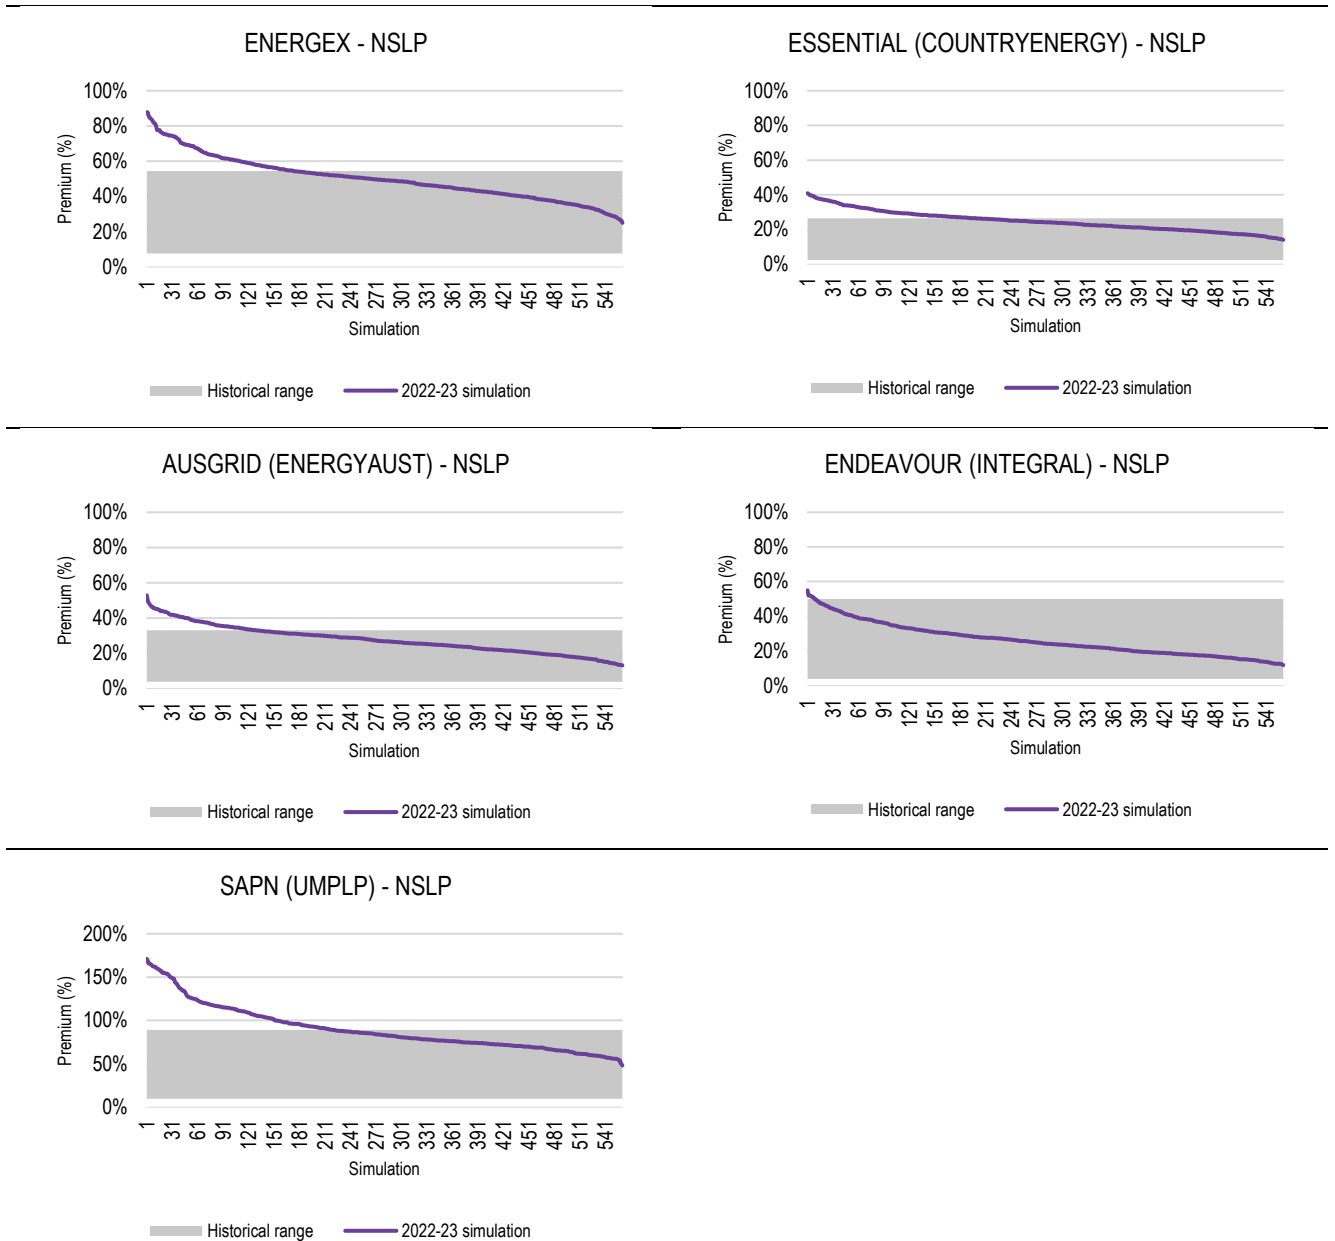 ENERGEX - NSLP
Premium (%)
100%
80%
60%
40%
20%
0%
1 31 61 91 121 151 181 211 241 271 301 331 361 391 421 451 481 511 541
Simulation
Historical range 2022-23 simulation
ESSENTIAL (COUNTRYENERGY) - NSLP
Premium (%)
100%
80%
60%
40%
20%
0%
1 31 61 91 121 151 181 211 241 271 301 331 361 391 421 451 481 511 541
Simulation
Historical range 2022-23 simulation
AUSGRID (ENERGYAUST) - NSLP
Premium (%)
100%
80%
60%
40%
20%
0%
1 31 61 91 121 151 181 211 241 271 301 331 361 391 421 451 481 511 541
Simulation
Historical range 2022-23 simulation
ENDEAVOUR (INTEGRAL) - NSLP
Premium (%)
100%
80%
60%
40%
20%
0%
1 31 61 91 121 151 181 211 241 271 301 331 361 391 421 451 481 511 541
Simulation
Historical range 2022-23 simulation
SAPN (UMPLP) - NSLP
Premium (%)
200%
150%
100%
50%
0%
1 31 61 91 121 151 181 211 241 271 301 331 361 391 421 451 481 511 541
Simulation
Historical range 2022-23 simulation